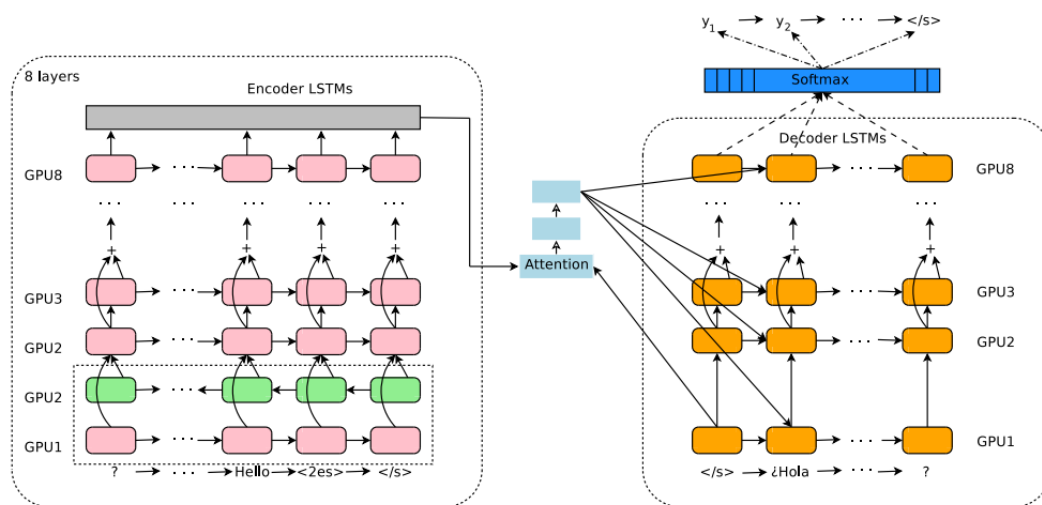 y1 y2 ... </s>
8 layers
Encoder LSTMs
Softmax
Decoder LSTMs
GPU8
...
... ... ... ... ...
+ + + +
GPU3
GPU2
GPU2
GPU1
? ... Hello <2es> </s>
Attention
GPU8
...
... ... ... ...
+ + +
GPU3
...
GPU2
...
GPU1
...
</s> ¿Hola ... ?